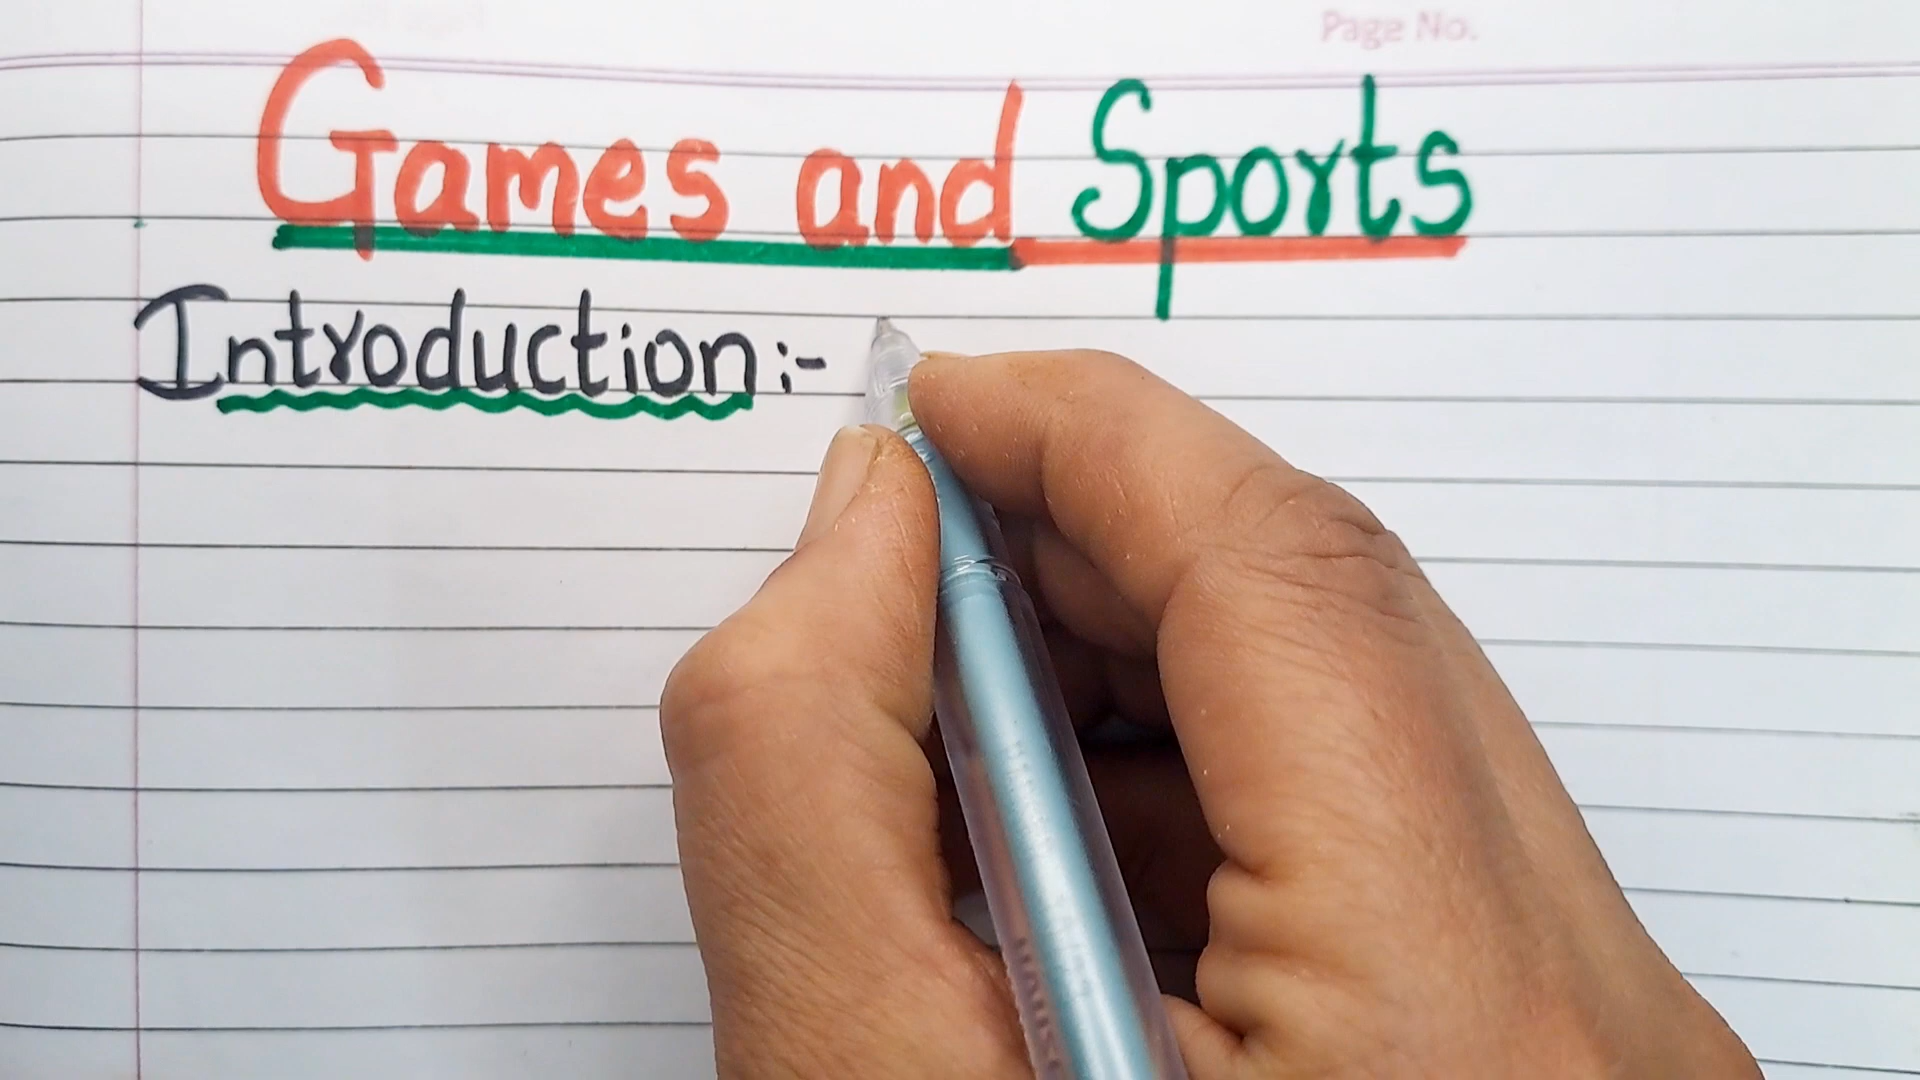 Page No.
Games and Sports
Introduction :-